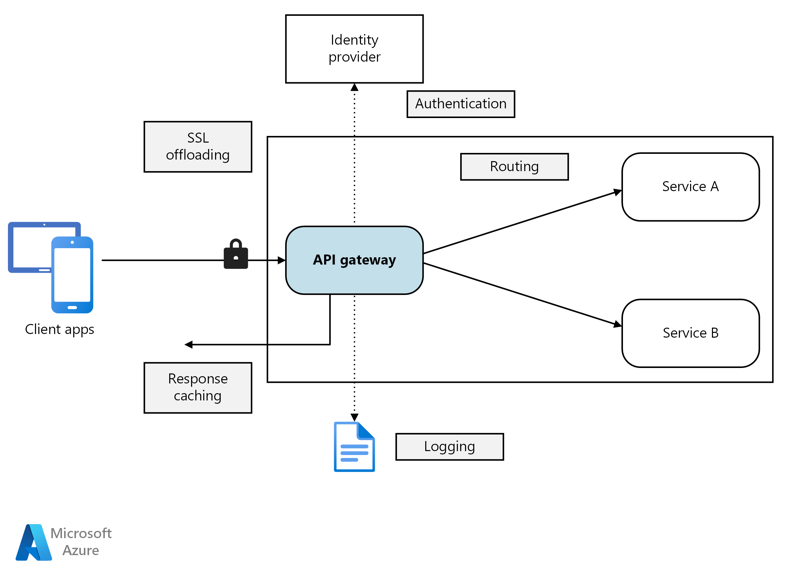 Identity
provider
Authentication
SSL
offloading
Routing
Service A
API gateway
Client apps
Service B
Response
caching
Logging
Microsoft
Azure